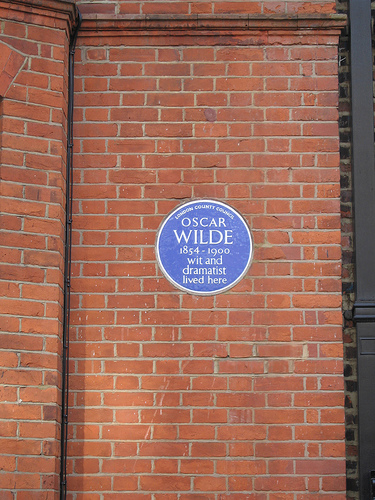 LONDON COUNTY COUNCIL
OSCAR
WILDE
1854-1900
wit and
dramatist
lived here